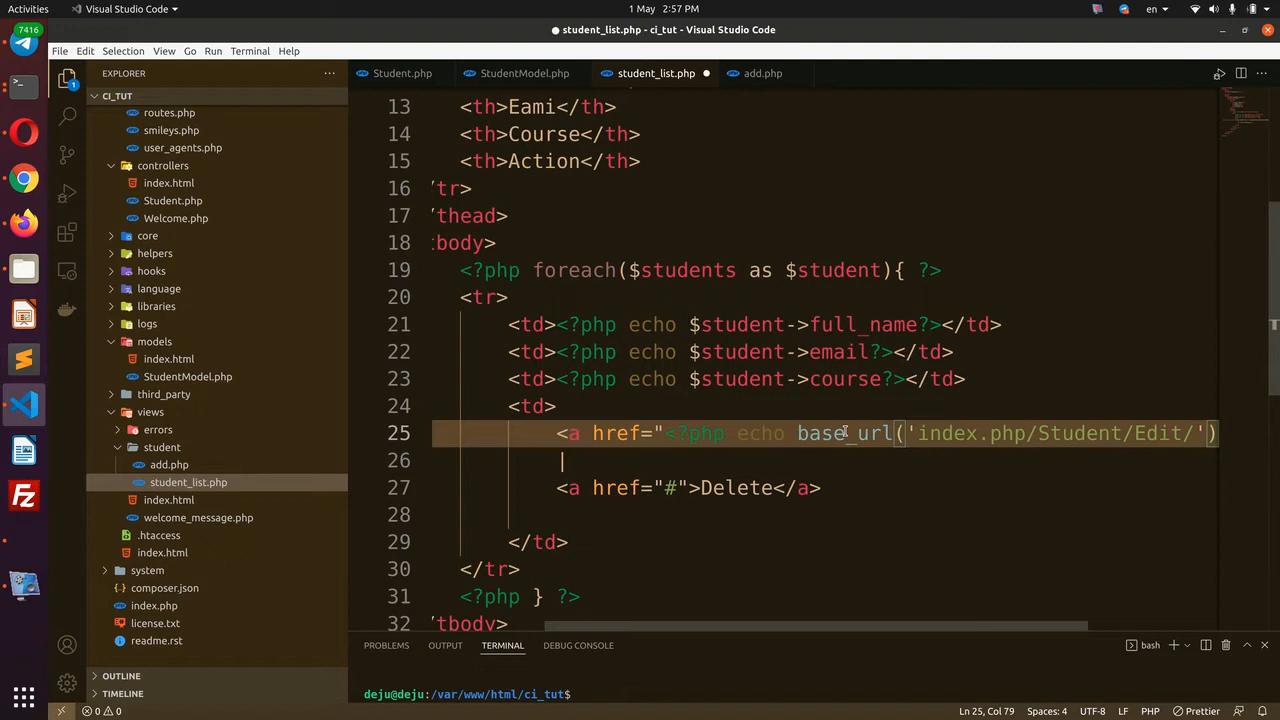 Activities
Visual Studio Code
1 May 2:57 PM
en
7416
student_list.php - ci_tut - Visual Studio Code
File Edit Selection View Go Run Terminal Help
EXPLORER
Student.php
StudentModel.php
student_list.php
add.php
1
CI_TUT
routes.php
smileys.php
user_agents.php
controllers
index.html
Student.php
Welcome.php
core
helpers
hooks
language
libraries
logs
models
index.html
StudentModel.php
third_party
views
errors
student
add.php
student_list.php
index.html
welcome_message.php
.htaccess
index.html
system
composer.json
index.php
license.txt
readme.rst
OUTLINE
TIMELINE
13 <th>Eami</th>
14 <th>Course</th>
15 <th>Action</th>
16 /tr>
17 /thead>
18 :body>
19 <?php foreach($students as $student){ ?>
20 <tr>
21 <td><?php echo $student->full_name?></td>
22 <td><?php echo $student->email?></td>
23 <td><?php echo $student->course?></td>
24 <td>
25 <a href="<?php echo base_url('index.php/Student/Edit/')
26 |
27 <a href="#">Delete</a>
28
29 </td>
30 </tr>
31 <?php } ?>
32 /tbody>
PROBLEMS OUTPUT TERMINAL DEBUG CONSOLE
bash
deju@deju:/var/www/html/ci_tut$
0 0
Ln 25, Col 79
Spaces: 4
UTF-8
LF
PHP
Prettier